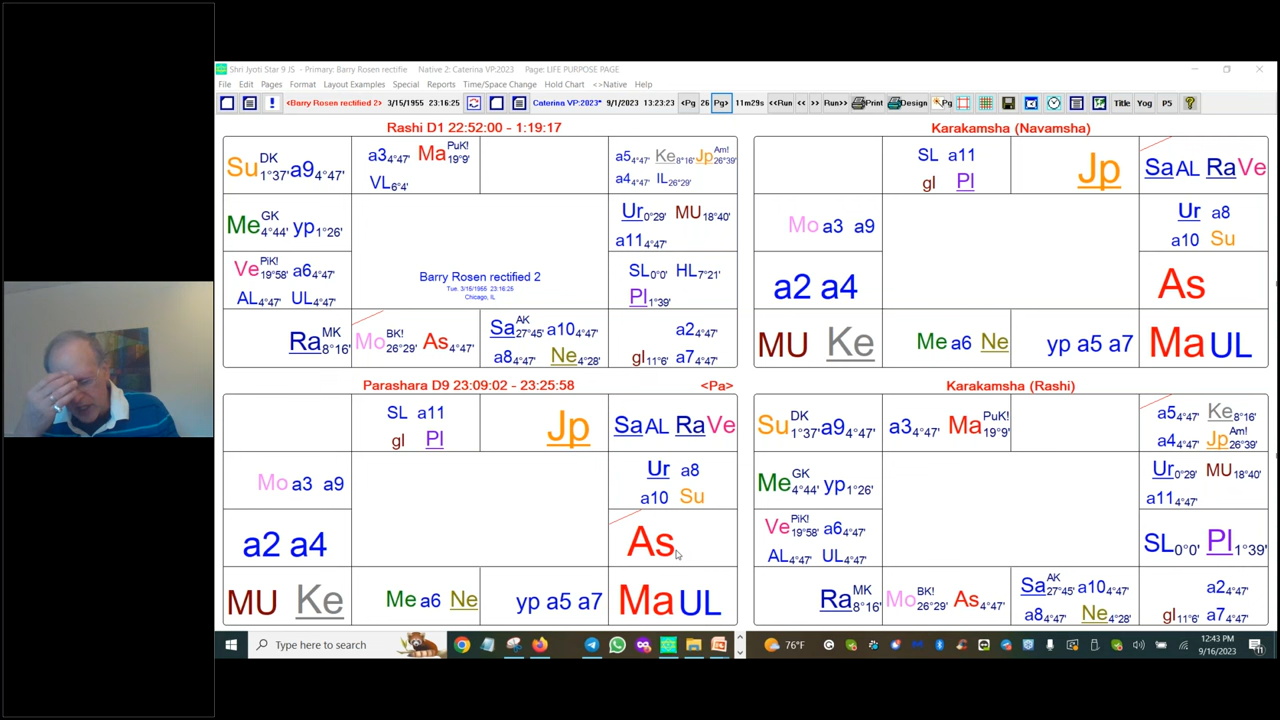 Shri Jyoti Star 9 JS - Primary: Barry Rosen rectifie Native 2: Caterina VP:2023 Page: LIFE PURPOSE PAGE
File Edit Pages Format Layout Examples Special Reports Time/Space Change Hold Chart <>Native Help
<Barry Rosen rectified 2> 3/15/1955 23:16:25 Caterina VP:2023* 9/1/2023 13:23:23 <Pg 26 Pg> 11m29s <<Run << >> Run>> Print Design Pg Title Yog P5
Rashi D1 22:52:00 - 1:19:17
Su DK 1°37' a9 4°47'
a3 4°47' Ma PuK! 19°9'
VL 6°4'
a5 4°47' Ke 8°16' Jp Am! 26°39'
a4 4°47' IL 26°29'
Me GK 4°44' yp 1°26'
Ur 0°29' MU 18°40'
a11 4°47'
Barry Rosen rectified 2
Tue. 3/15/1955 23:16:25
Chicago, IL
Ve PiK! 19°58' a6 4°47'
AL 4°47' UL 4°47'
SL 0°0' HL 7°21'
Pl 1°39'
Ra MK 8°16'
Mo BK! 26°29' As 4°47'
Sa AK 27°45' a10 4°47'
a8 4°47' Ne 4°28'
a2 4°47'
gl 11°6' a7 4°47'
Karakamsha (Navamsha)
SL a11
gl Pl
Jp
Sa AL Ra Ve
Mo a3 a9
Ur a8
a10 Su
a2 a4
As
MU Ke
Me a6 Ne
yp a5 a7
Ma UL
Parashara D9 23:09:02 - 23:25:58 <Pa>
SL a11
gl Pl
Jp
Sa AL Ra Ve
Mo a3 a9
Ur a8
a10 Su
a2 a4
As
MU Ke
Me a6 Ne
yp a5 a7
Ma UL
Karakamsha (Rashi)
Su DK 1°37' a9 4°47'
a3 4°47' Ma PuK! 19°9'
a5 4°47' Ke 8°16'
a4 4°47' Jp Am! 26°39'
Me GK 4°44' yp 1°26'
Ur 0°29' MU 18°40'
a11 4°47'
Ve PiK! 19°58' a6 4°47'
AL 4°47' UL 4°47'
SL 0°0' Pl 1°39'
Ra MK 8°16'
Mo BK! 26°29' As 4°47'
Sa AK 27°45' a10 4°47'
a8 4°47' Ne 4°28'
a2 4°47'
gl 11°6' a7 4°47'
Type here to search
76°F
12:43 PM
9/16/2023